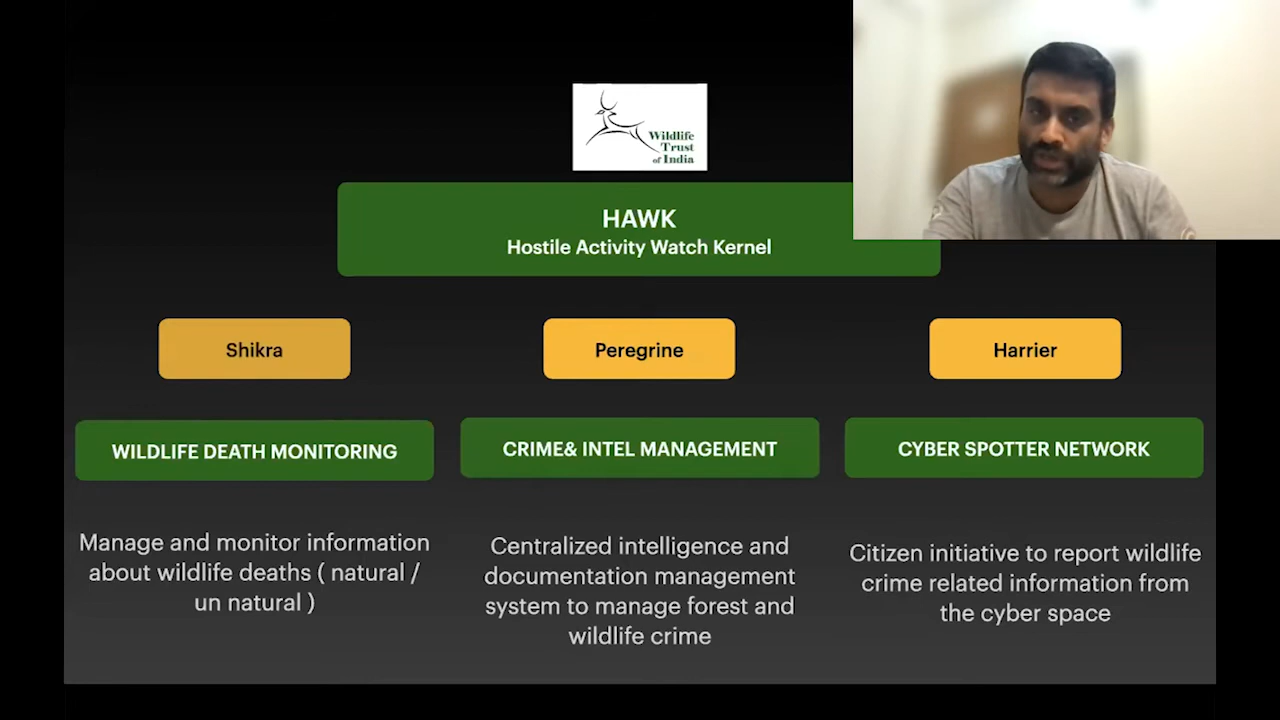 Wildlife
Trust
of India
HAWK
Hostile Activity Watch Kernel
Shikra
Peregrine
Harrier
WILDLIFE DEATH MONITORING
CRIME& INTEL MANAGEMENT
CYBER SPOTTER NETWORK
Manage and monitor information
about wildlife deaths ( natural /
un natural )
Centralized intelligence and
documentation management
system to manage forest and
wildlife crime
Citizen initiative to report wildlife
crime related information from
the cyber space